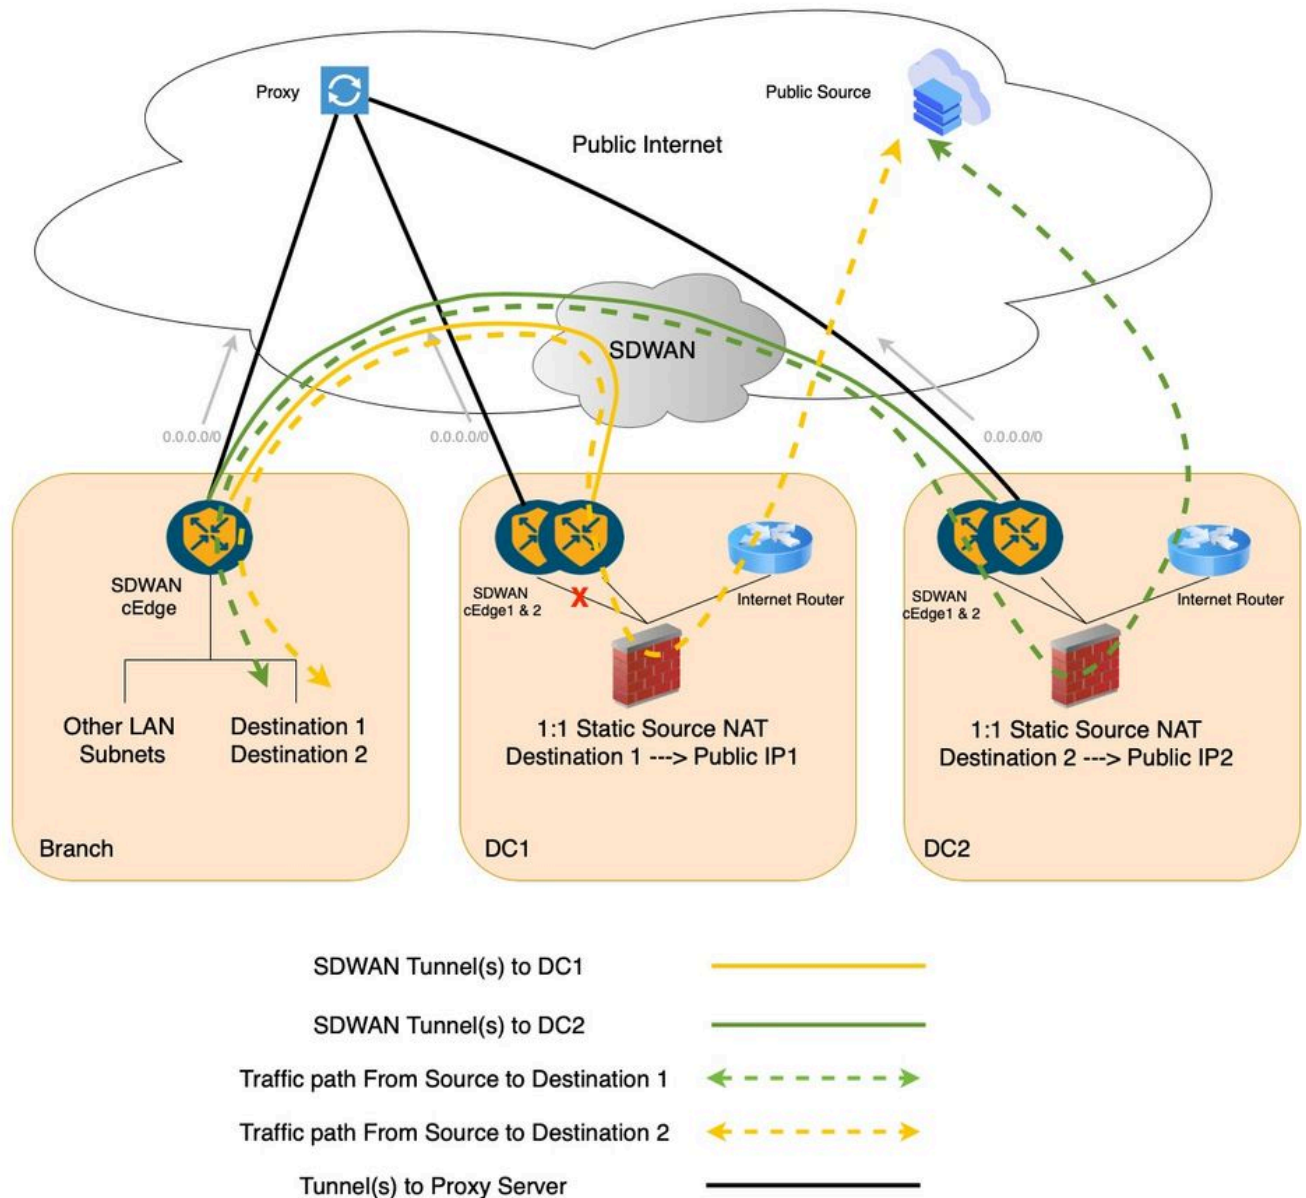 Proxy
Public Source
Public Internet
SDWAN
0.0.0.0/0
0.0.0.0/0
0.0.0.0/0
SDWAN
cEdge
Other LAN
Subnets
Destination 1
Destination 2
Branch
SDWAN
cEdge1 & 2
X
Internet Router
1:1 Static Source NAT
Destination 1 ---> Public IP1
DC1
SDWAN
cEdge1 & 2
Internet Router
1:1 Static Source NAT
Destination 2 ---> Public IP2
DC2
SDWAN Tunnel(s) to DC1
SDWAN Tunnel(s) to DC2
Traffic path From Source to Destination 1
Traffic path From Source to Destination 2
Tunnel(s) to Proxy Server